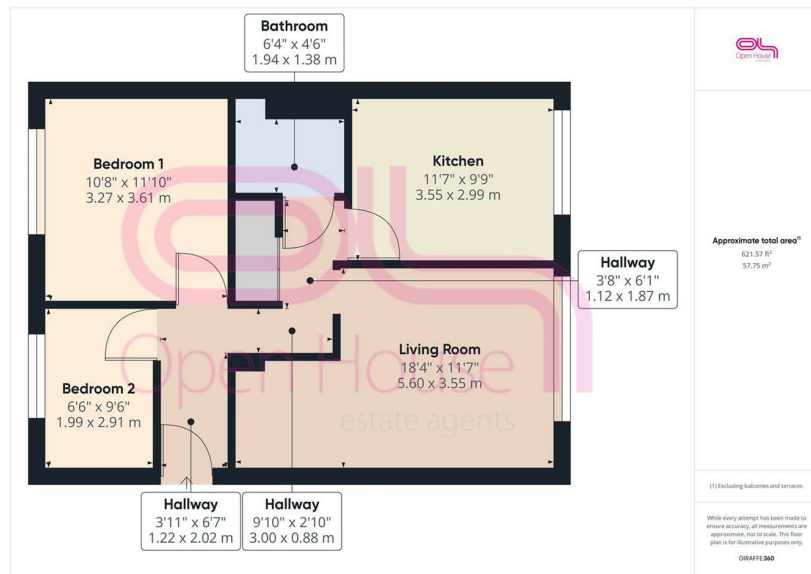 Bathroom
6'4" x 4'6"
1.94 x 1.38 m
Bedroom 1
10'8" x 11'10"
3.27 x 3.61 m
Kitchen
11'7" x 9'9"
3.55 x 2.99 m
Hallway
3'8" x 6'1"
1.12 x 1.87 m
Living Room
18'4" x 11'7"
5.60 x 3.55 m
Bedroom 2
6'6" x 9'6"
1.99 x 2.91 m
Open House
estate agents
Hallway
3'11" x 6'7"
1.22 x 2.02 m
Hallway
9'10" x 2'10"
3.00 x 0.88 m
Open House
estate agents
Approximate total area⁽¹⁾
621.57 ft²
57.75 m²
(1) Excluding balconies and terraces
While every attempt has been made to
ensure accuracy, all measurements are
approximate, not to scale. This floor
plan is for illustrative purposes only.
GIRAFFE360